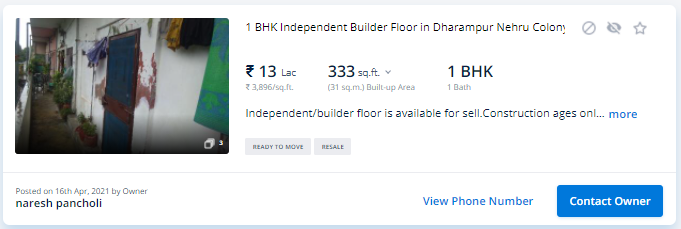 1 BHK Independent Builder Floor in Dharampur Nehru Colony
₹ 13 Lac
₹ 3,896/sq.ft.
333 sq.ft.
(31 sq.m.) Built-up Area
1 BHK
1 Bath
Independent/builder floor is available for sell.Construction ages onl... more
3
READY TO MOVE RESALE
Posted on 16th Apr, 2021 by Owner
naresh pancholi
View Phone Number
Contact Owner